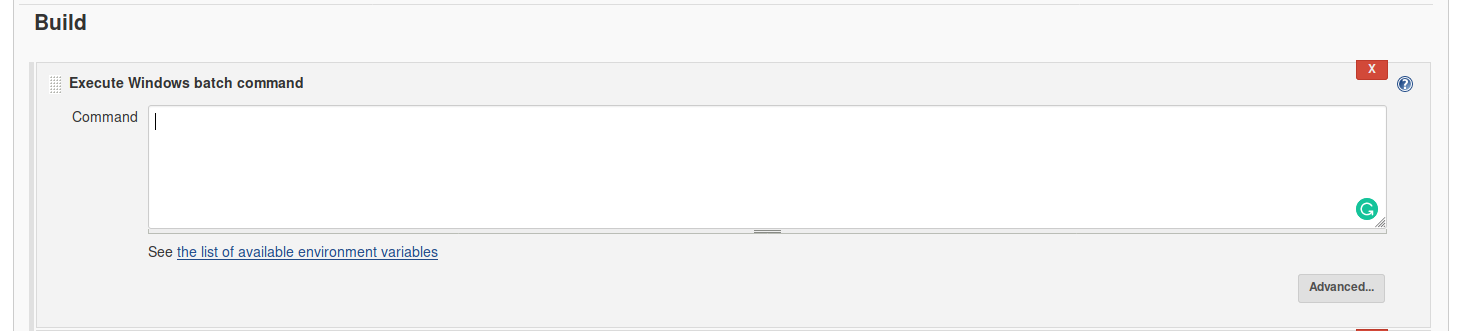 Build
Execute Windows batch command
X
?
Command
G
See the list of available environment variables
Advanced...